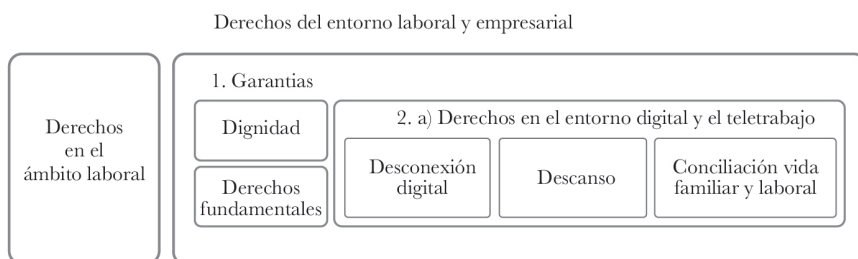 Derechos del entorno laboral y empresarial
Derechos
en el
ámbito laboral
1. Garantias
Dignidad
Derechos
fundamentales
2. a) Derechos en el entorno digital y el teletrabajo
Desconexión
digital
Descanso
Conciliación vida
familiar y laboral